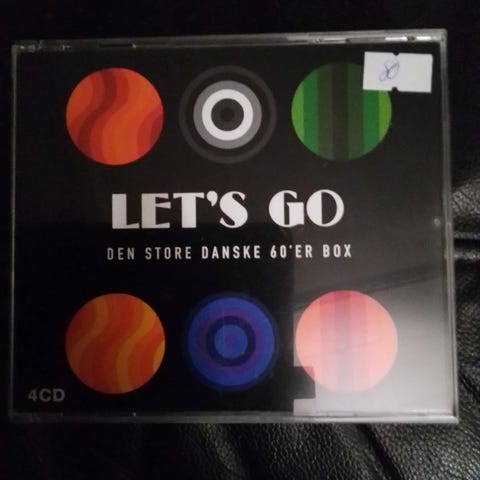 80
LET'S GO
DEN STORE DANSKE 60'ER BOX
4CD